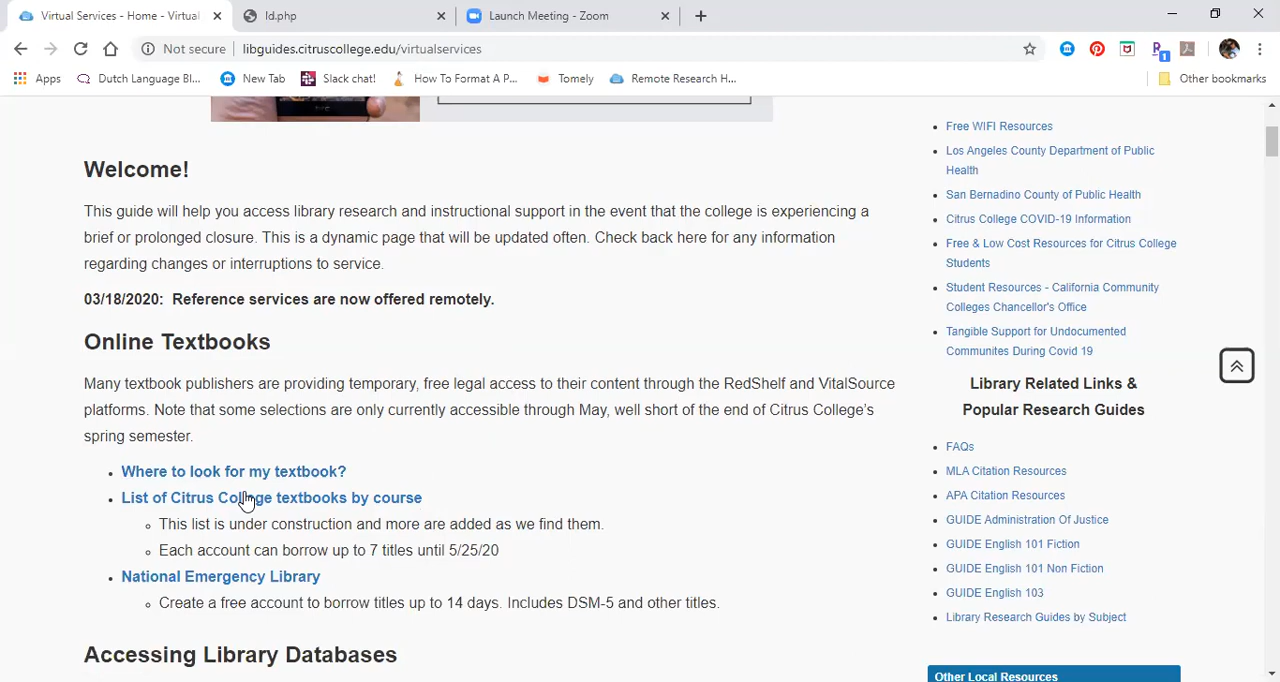 Virtual Services - Home - Virtual
ld.php
Launch Meeting - Zoom
Not secure
libguides.citruscollege.edu/virtualservices
1
Apps
Dutch Language Bl...
New Tab
Slack chat!
How To Format A P...
Tomely
Remote Research H...
Other bookmarks
Welcome!
This guide will help you access library research and instructional support in the event that the college is experiencing a
brief or prolonged closure. This is a dynamic page that will be updated often. Check back here for any information
regarding changes or interruptions to service.
03/18/2020: Reference services are now offered remotely.
Online Textbooks
Many textbook publishers are providing temporary, free legal access to their content through the RedShelf and VitalSource
platforms. Note that some selections are only currently accessible through May, well short of the end of Citrus College's
spring semester.
Where to look for my textbook?
List of Citrus College textbooks by course
This list is under construction and more are added as we find them.
Each account can borrow up to 7 titles until 5/25/20
National Emergency Library
Create a free account to borrow titles up to 14 days. Includes DSM-5 and other titles.
Accessing Library Databases
Free WIFI Resources
Los Angeles County Department of Public
Health
San Bernadino County of Public Health
Citrus College COVID-19 Information
Free & Low Cost Resources for Citrus College
Students
Student Resources - California Community
Colleges Chancellor's Office
Tangible Support for Undocumented
Communites During Covid 19
Library Related Links &
Popular Research Guides
FAQs
MLA Citation Resources
APA Citation Resources
GUIDE Administration Of Justice
GUIDE English 101 Fiction
GUIDE English 101 Non Fiction
GUIDE English 103
Library Research Guides by Subject
Other Local Resources